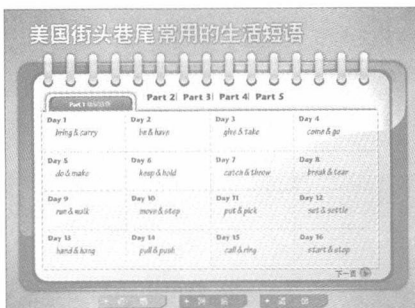 美国街头巷尾常用的生活短语
Part 1 Part 2 Part 3 Part 4 Part 5
Day 1 Day 2 Day 3 Day 4
bring & carry be & have give & take come & go
Day 5 Day 6 Day 7 Day 8
do & make keep & hold catch & throw break & tear
Day 9 Day 10 Day 11 Day 12
run & walk move & step put & pick set & settle
Day 13 Day 14 Day 15 Day 16
hand & hang pull & push call & ring start & stop
下一页